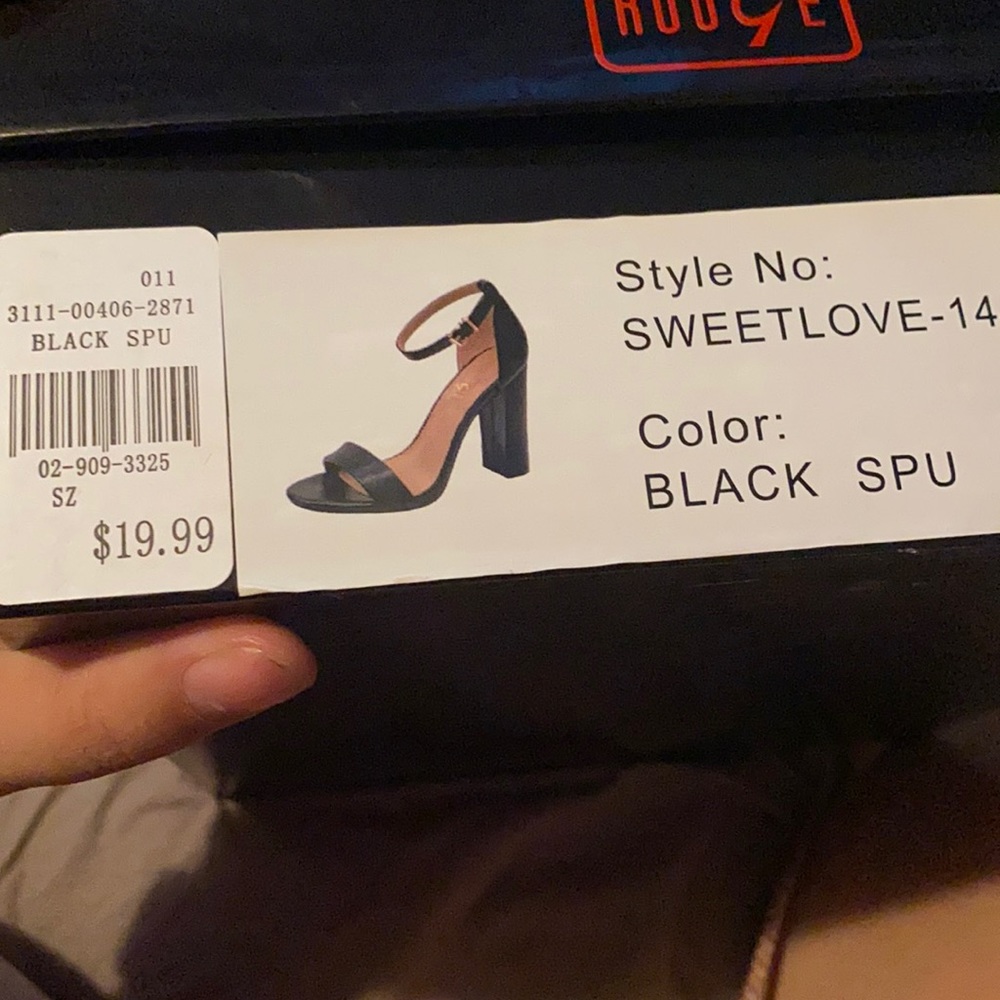 ROUGE
011
3111-00406-2871
BLACK SPU
02-909-3325
SZ
$19.99
Style No:
SWEETLOVE-14
Color:
BLACK SPU